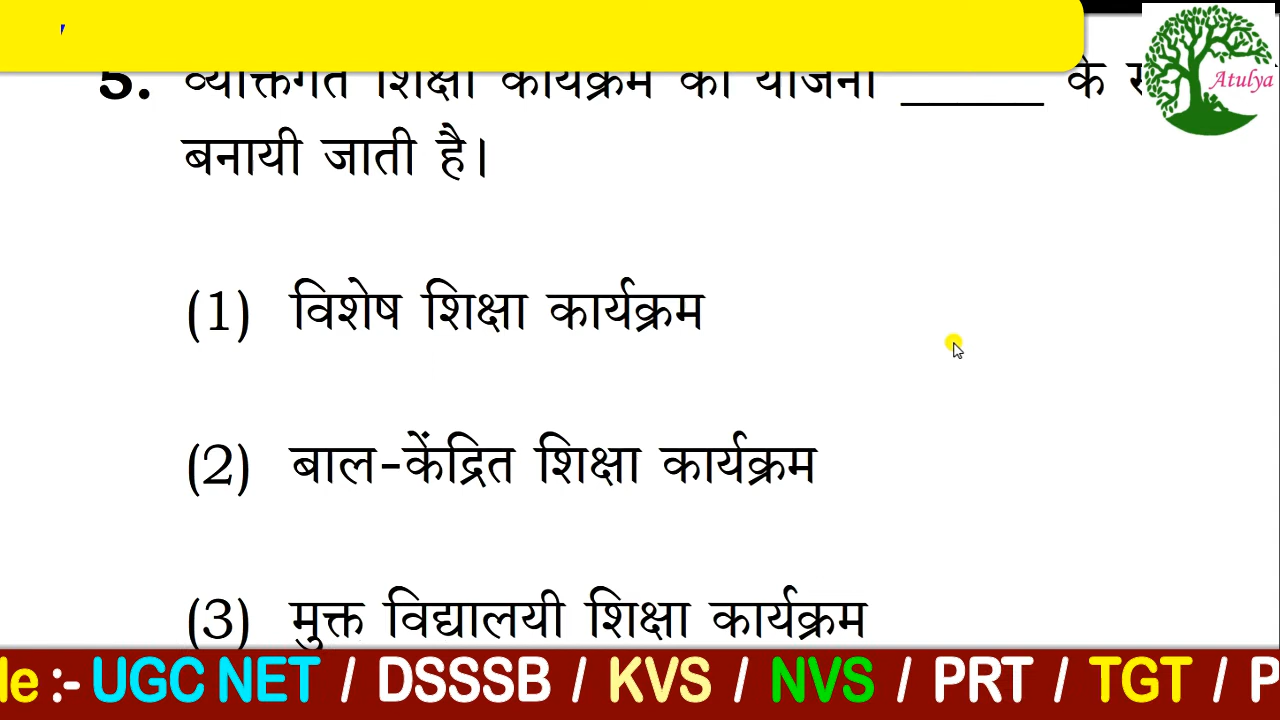 5. व्यक्तिगत शिक्षा कार्यक्रम की योजना ______ के
बनायी जाती है।
(1) विशेष शिक्षा कार्यक्रम
(2) बाल-केंद्रित शिक्षा कार्यक्रम
(3) मुक्त विद्यालयी शिक्षा कार्यक्रम
Atulya
le :- UGC NET / DSSSB / KVS / NVS / PRT / TGT / P